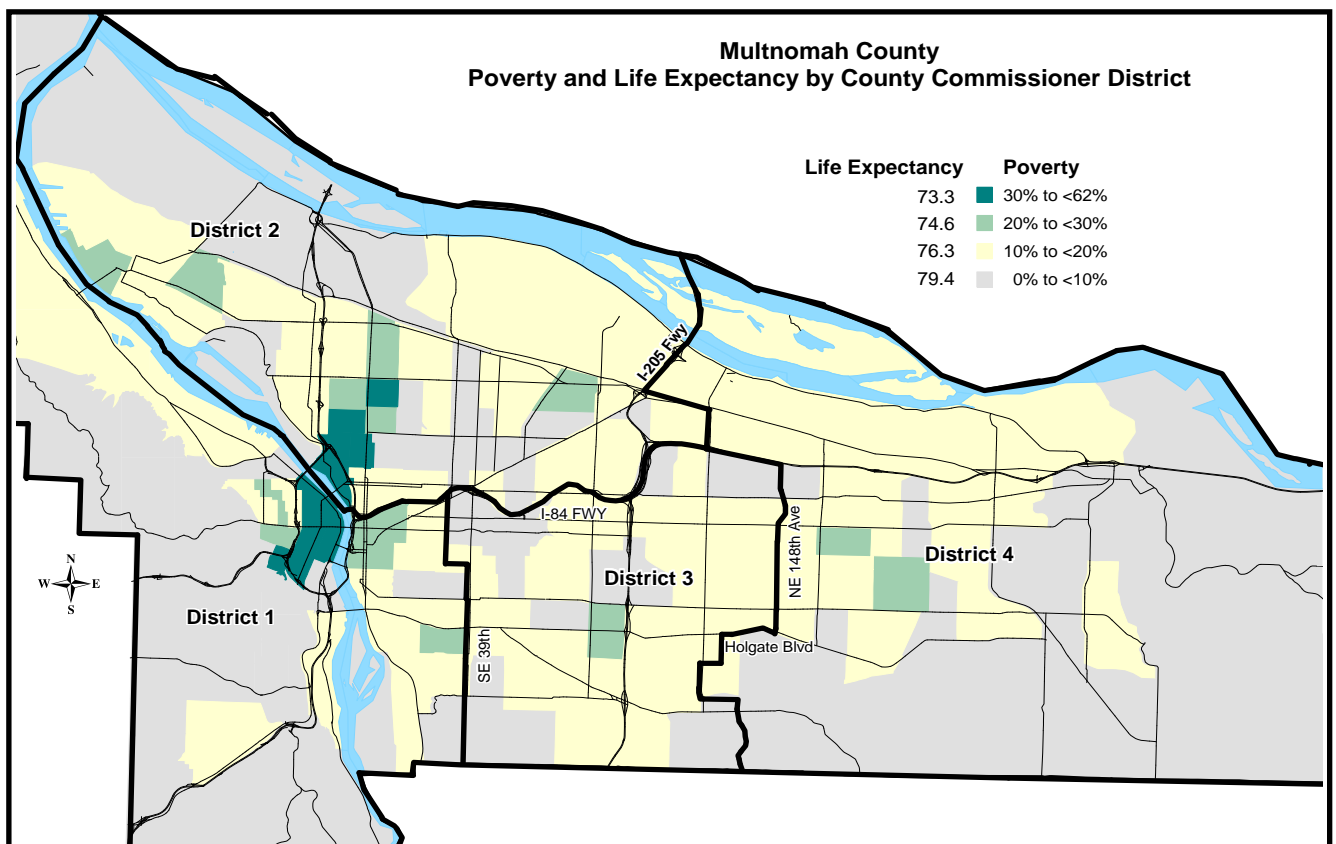 Multnomah County
Poverty and Life Expectancy by County Commissioner District
Life Expectancy Poverty
73.3 30% to <62%
74.6 20% to <30%
76.3 10% to <20%
79.4 0% to <10%
District 2
I-205 Fwy
I-84 FWY
NE 148th Ave
District 4
District 3
N
W E
S
District 1
SE 39th
Holgate Blvd